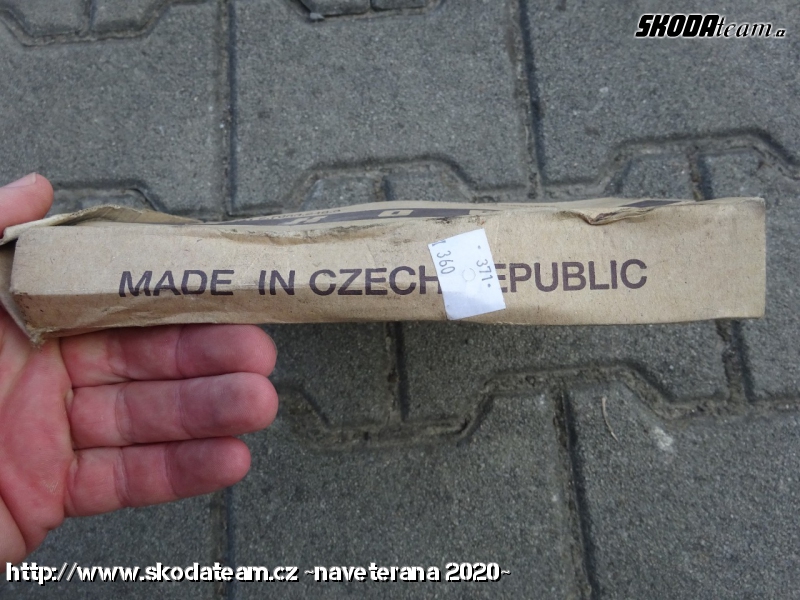 SKODAteam.cz
MADE IN CZECH EPUBLIC
* 371.-
360
http://www.skodateam.cz ~naveterana 2020~